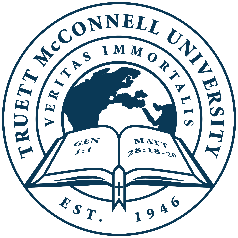 TRUETT McCONNELL UNIVERSITY
VERITAS IMMORTALIS
GEN
1:1
MATT
28:18-20
EST. 1946